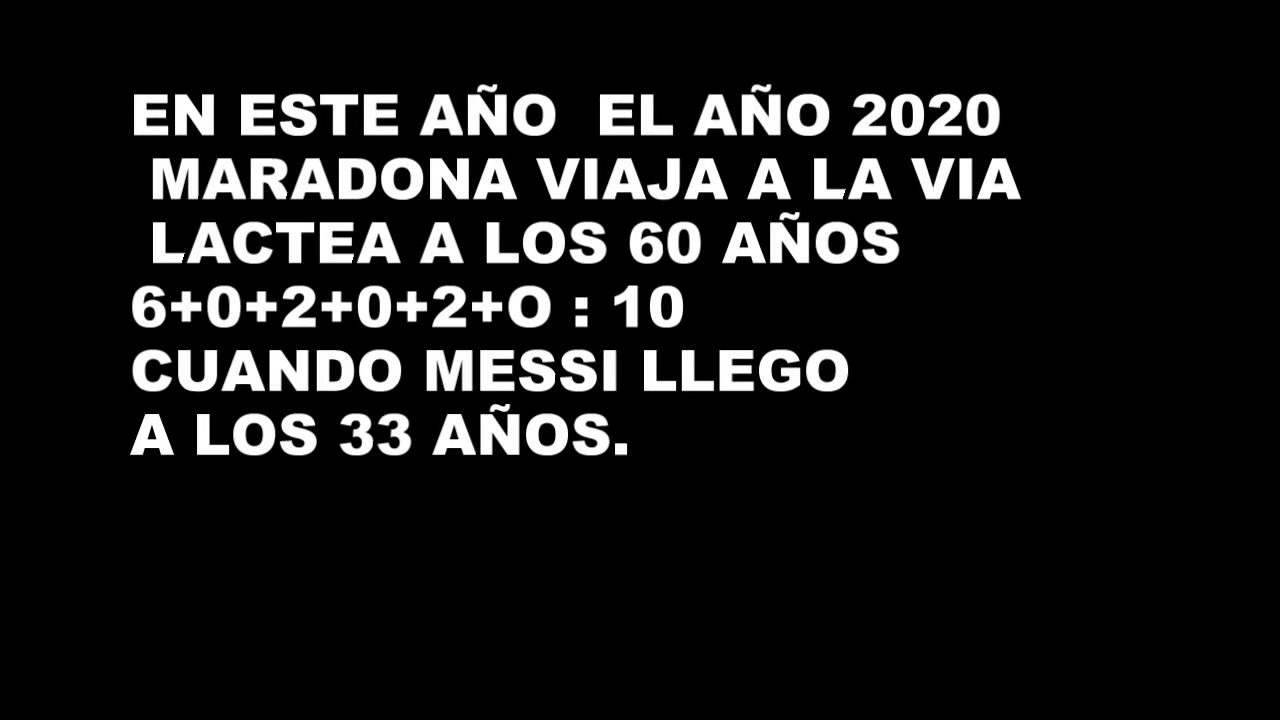 EN ESTE AÑO  EL AÑO 2020
MARADONA VIAJA A LA VIA
LACTEA A LOS 60 AÑOS
6+0+2+0+2+O : 10
CUANDO MESSI LLEGO
A LOS 33 AÑOS.